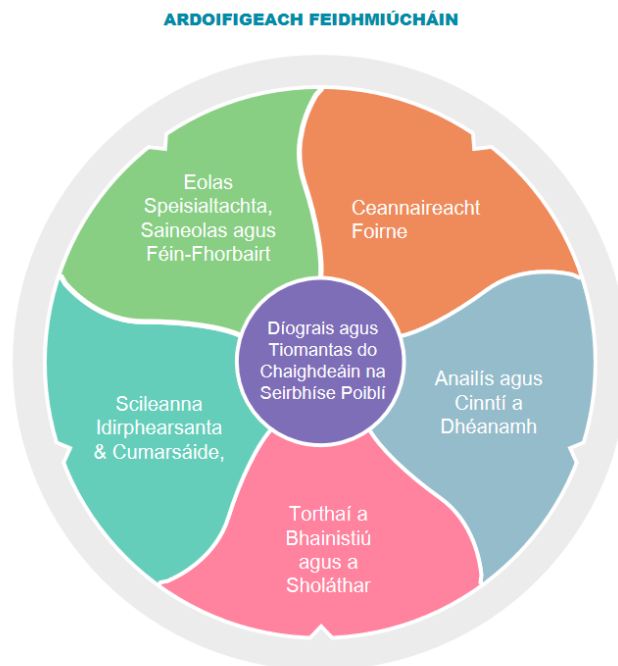 ARDOIFIGEACH FEIDHMIÚCHÁIN
Eolas
Speisialtachta,
Saineolas agus
Féin-Fhorbairt
Ceannaireacht
Foirne
Díograis agus
Tiomantas do
Chaighdeáin na
Seirbhíse Poiblí
Anailís agus
Cinntí a
Dhéanamh
Scileanna
Idirphearsanta
& Cumarsáide,
Torthaí a
Bhainistiú
agus a
Sholáthar